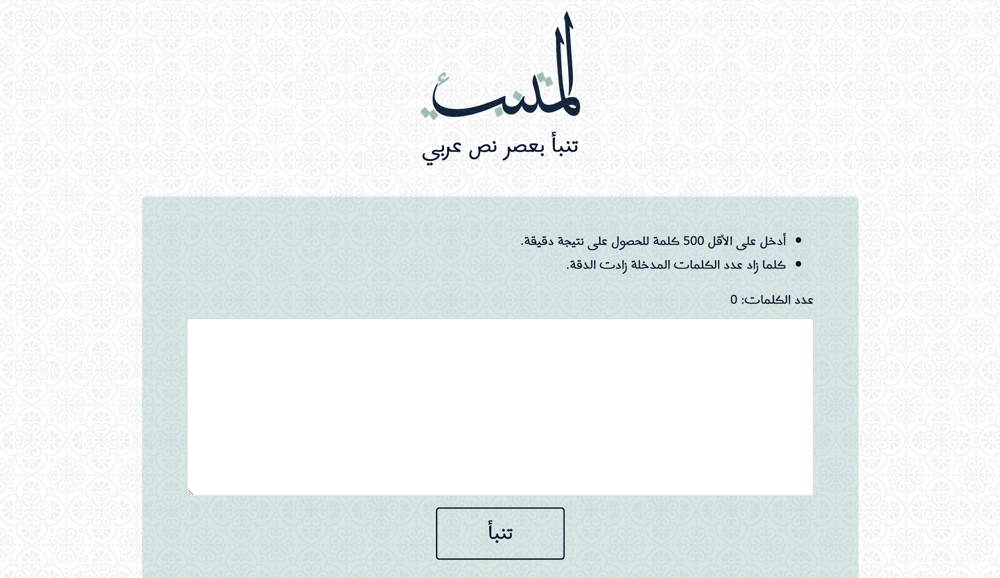 المتنبئ
تنبأ بعصر نص عربي
أدخل على الأقل 500 كلمة للحصول على نتيجة دقيقة.
كلما زاد عدد الكلمات المدخلة زادت الدقة.
عدد الكلمات: 0
تنبأ